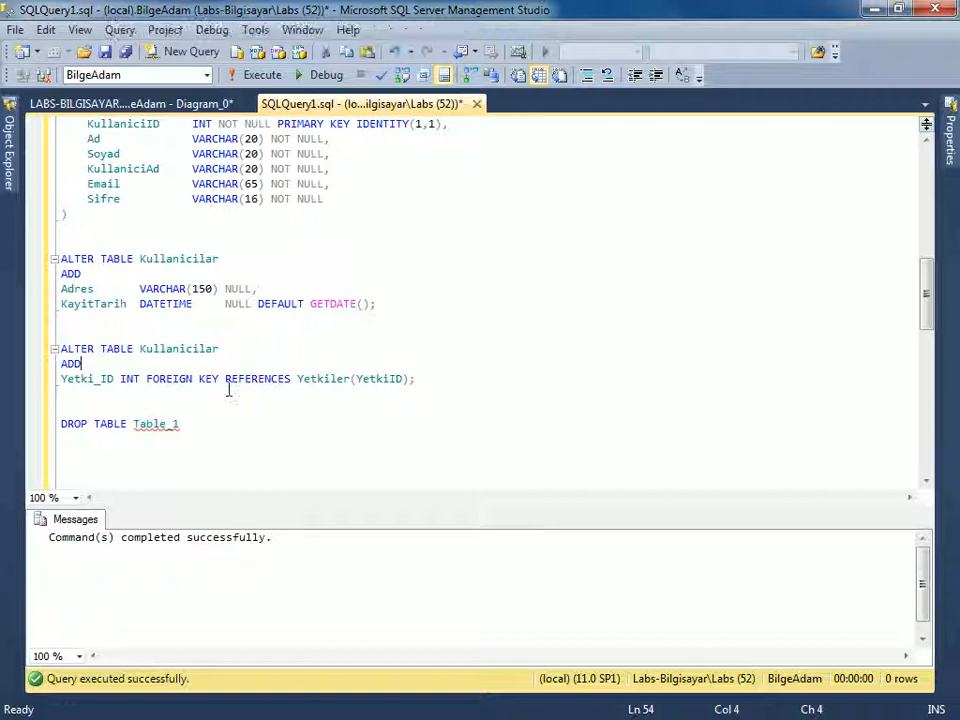 SQLQuery1.sql - (local).BilgeAdam (Labs-Bilgisayar\Labs (52))* - Microsoft SQL Server Management Studio
File Edit View Query Project Debug Tools Window Help
New Query
BilgeAdam Execute Debug
LABS-BILGISAYAR....eAdam - Diagram_0* SQLQuery1.sql - (lo...ilgisayar\Labs (52))*
Object Explorer
Properties
KullaniciID INT NOT NULL PRIMARY KEY IDENTITY(1,1),
Ad VARCHAR(20) NOT NULL,
Soyad VARCHAR(20) NOT NULL,
KullaniciAd VARCHAR(20) NOT NULL,
Email VARCHAR(65) NOT NULL,
Sifre VARCHAR(16) NOT NULL
)
ALTER TABLE Kullanicilar
ADD
Adres VARCHAR(150) NULL,
KayitTarih DATETIME NULL DEFAULT GETDATE();
ALTER TABLE Kullanicilar
ADD
Yetki_ID INT FOREIGN KEY REFERENCES Yetkiler(YetkiID);
DROP TABLE Table_1
100 %
Messages
Command(s) completed successfully.
100 %
Query executed successfully. (local) (11.0 SP1) Labs-Bilgisayar\Labs (52) BilgeAdam 00:00:00 0 rows
Ready Ln 54 Col 4 Ch 4 INS